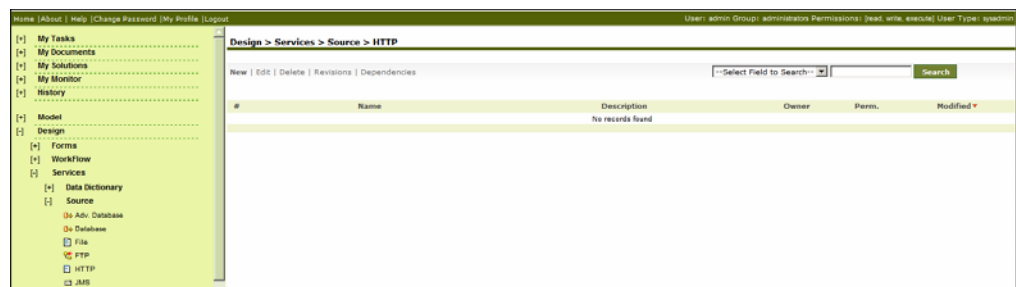 Home |About | Help |Change Password |My Profile |Logout
User: admin Group: administrators Permissions: [read, write, execute] User Type: sysadmin
[+] My Tasks
[+] My Documents
[+] My Solutions
[+] My Monitor
[+] History
[+] Model
[-] Design
[+] Forms
[+] WorkFlow
[-] Services
[+] Data Dictionary
[-] Source
Adv. Database
Database
File
FTP
HTTP
JMS
Design > Services > Source > HTTP
New | Edit | Delete | Revisions | Dependencies
--Select Field to Search-- Search
# Name Description Owner Perm. Modified
No records found